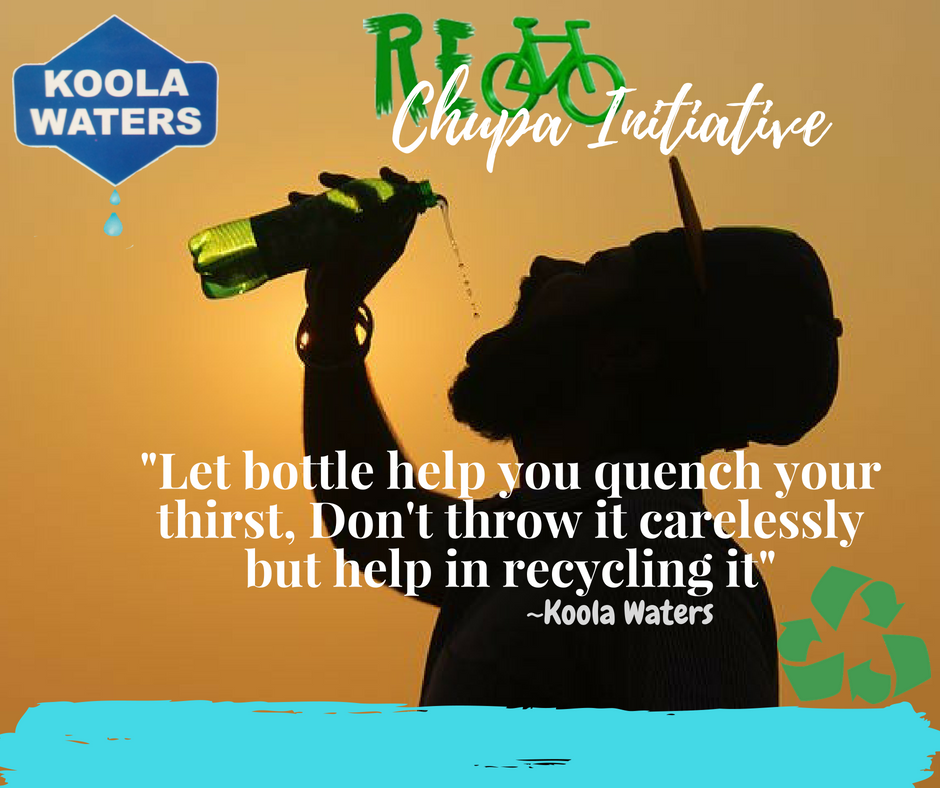 KOOLA
WATERS
RE
Chupa Initiative
"Let bottle help you quench your
thirst, Don't throw it carelessly
but help in recycling it"
~Koola Waters